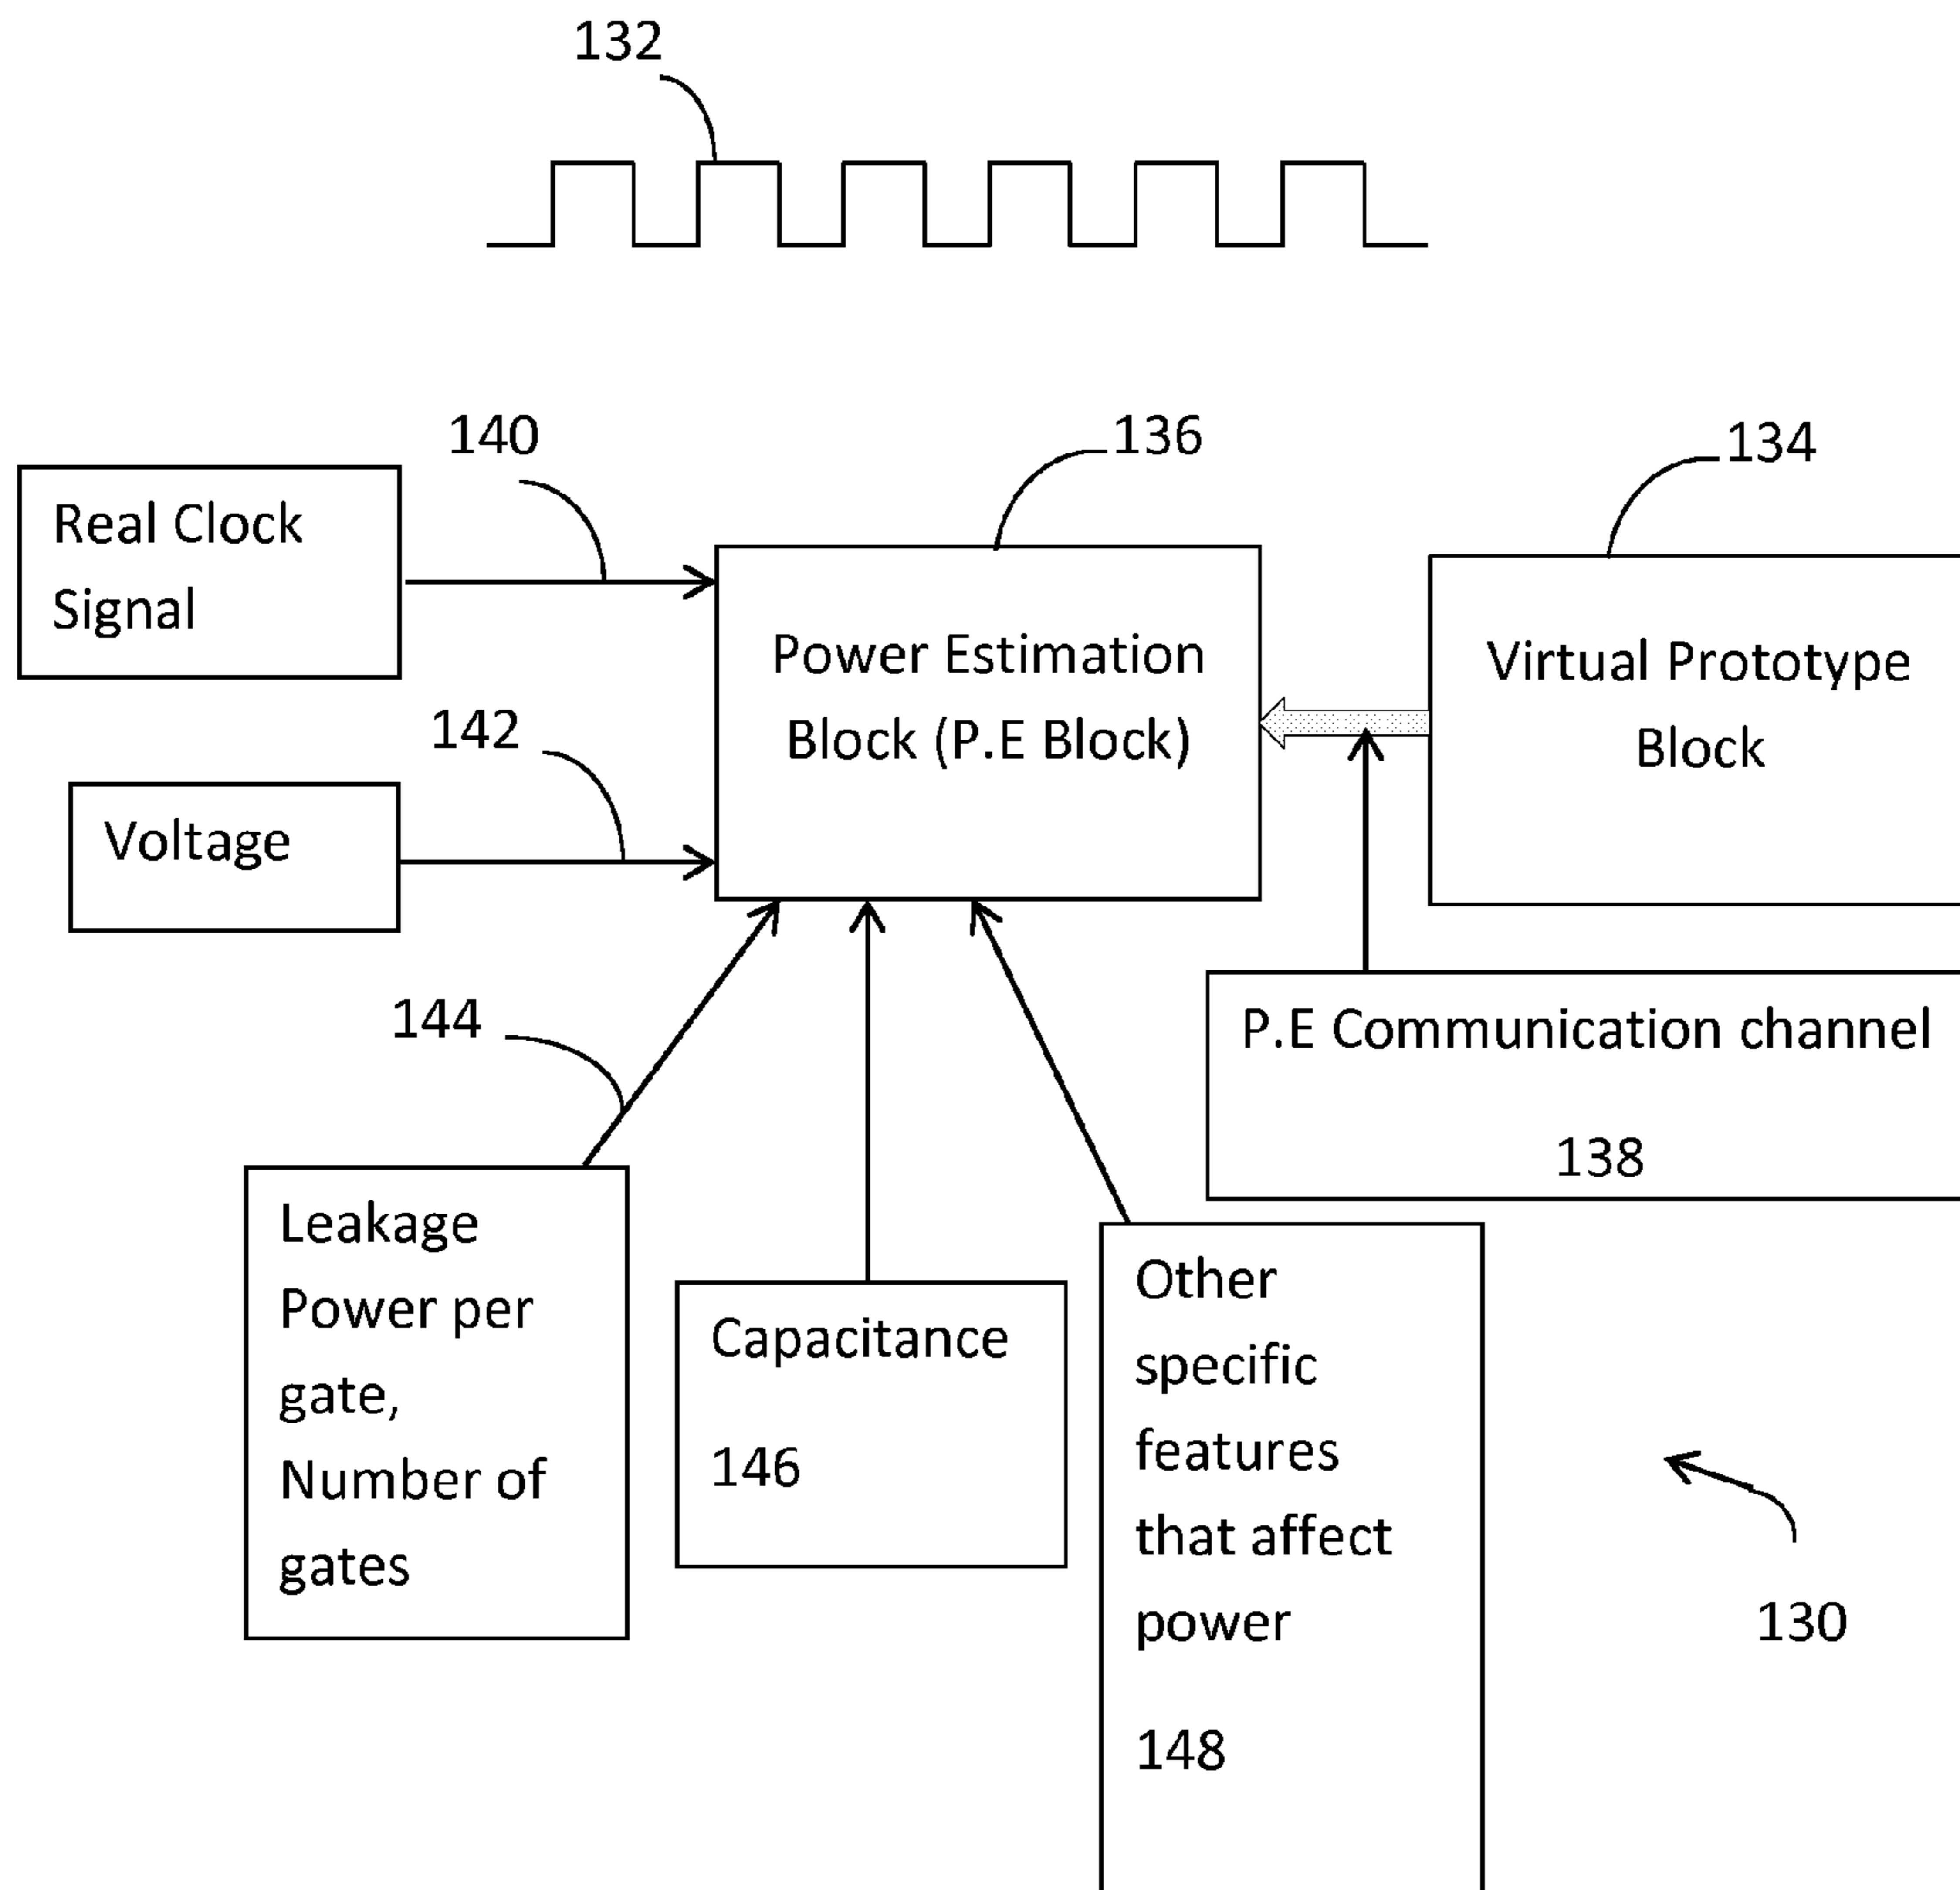 132
140
136
134
Real Clock
Signal
Power Estimation
Block (P.E Block)
Virtual Prototype
Block
142
Voltage
144
P.E Communication channel
138
Leakage
Power per
gate,
Number of
gates
Capacitance
146
Other
specific
features
that affect
power
148
130